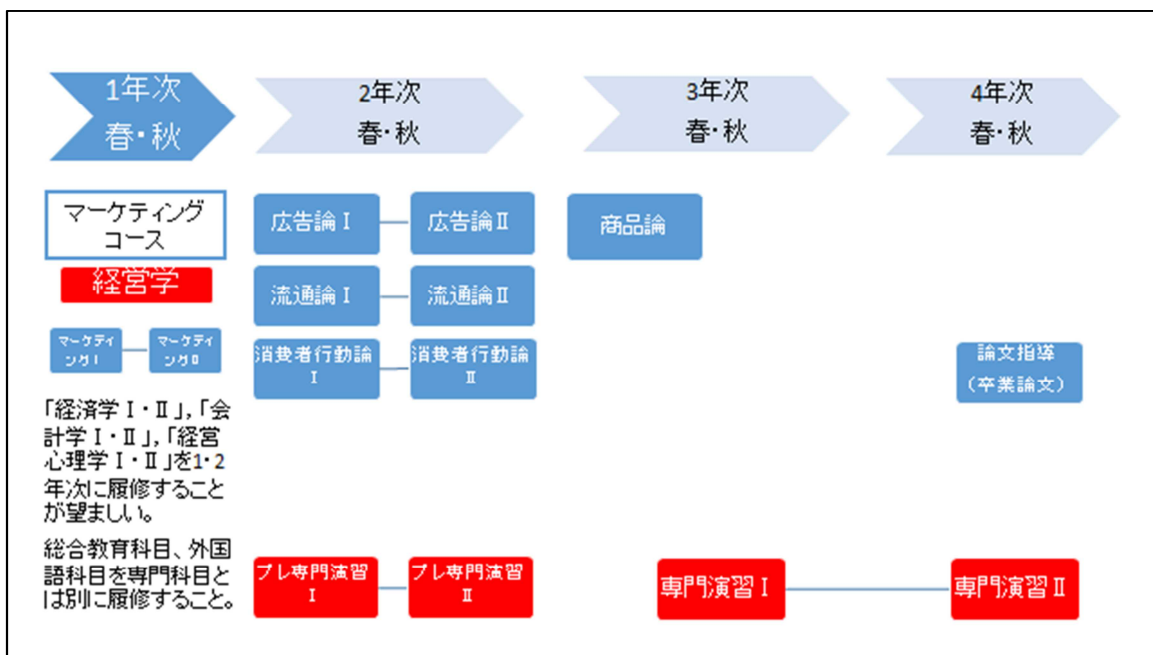 1年次
春・秋
2年次
春・秋
3年次
春・秋
4年次
春・秋
マーケティング
コース
経営学
マーケティ
ングⅠ
マーケティ
ングⅡ
「経済学Ⅰ・Ⅱ」,「会
計学Ⅰ・Ⅱ」,「経営
心理学Ⅰ・Ⅱ」を1・2
年次に履修すること
が望ましい。
総合教育科目、外国
語科目を専門科目と
は別に履修すること。
広告論Ⅰ
広告論Ⅱ
商品論
流通論Ⅰ
流通論Ⅱ
消費者行動論
Ⅰ
消費者行動論
Ⅱ
論文指導
(卒業論文)
プレ専門演習
Ⅰ
プレ専門演習
Ⅱ
専門演習Ⅰ
専門演習Ⅱ